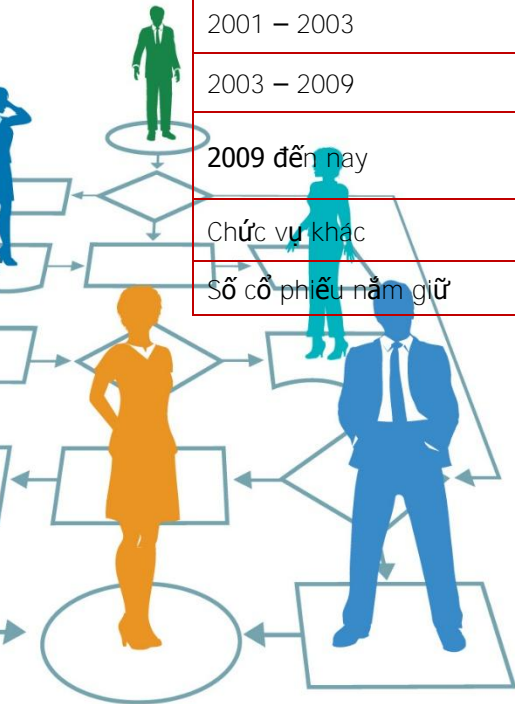 2001 – 2003
2003 – 2009
2009 đến nay
Chức vụ khác
Số cổ phiếu nắm giữ